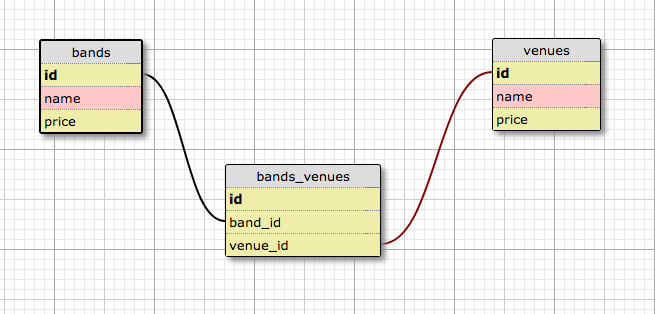 bands
id
name
price
venues
id
name
price
bands_venues
id
band_id
venue_id